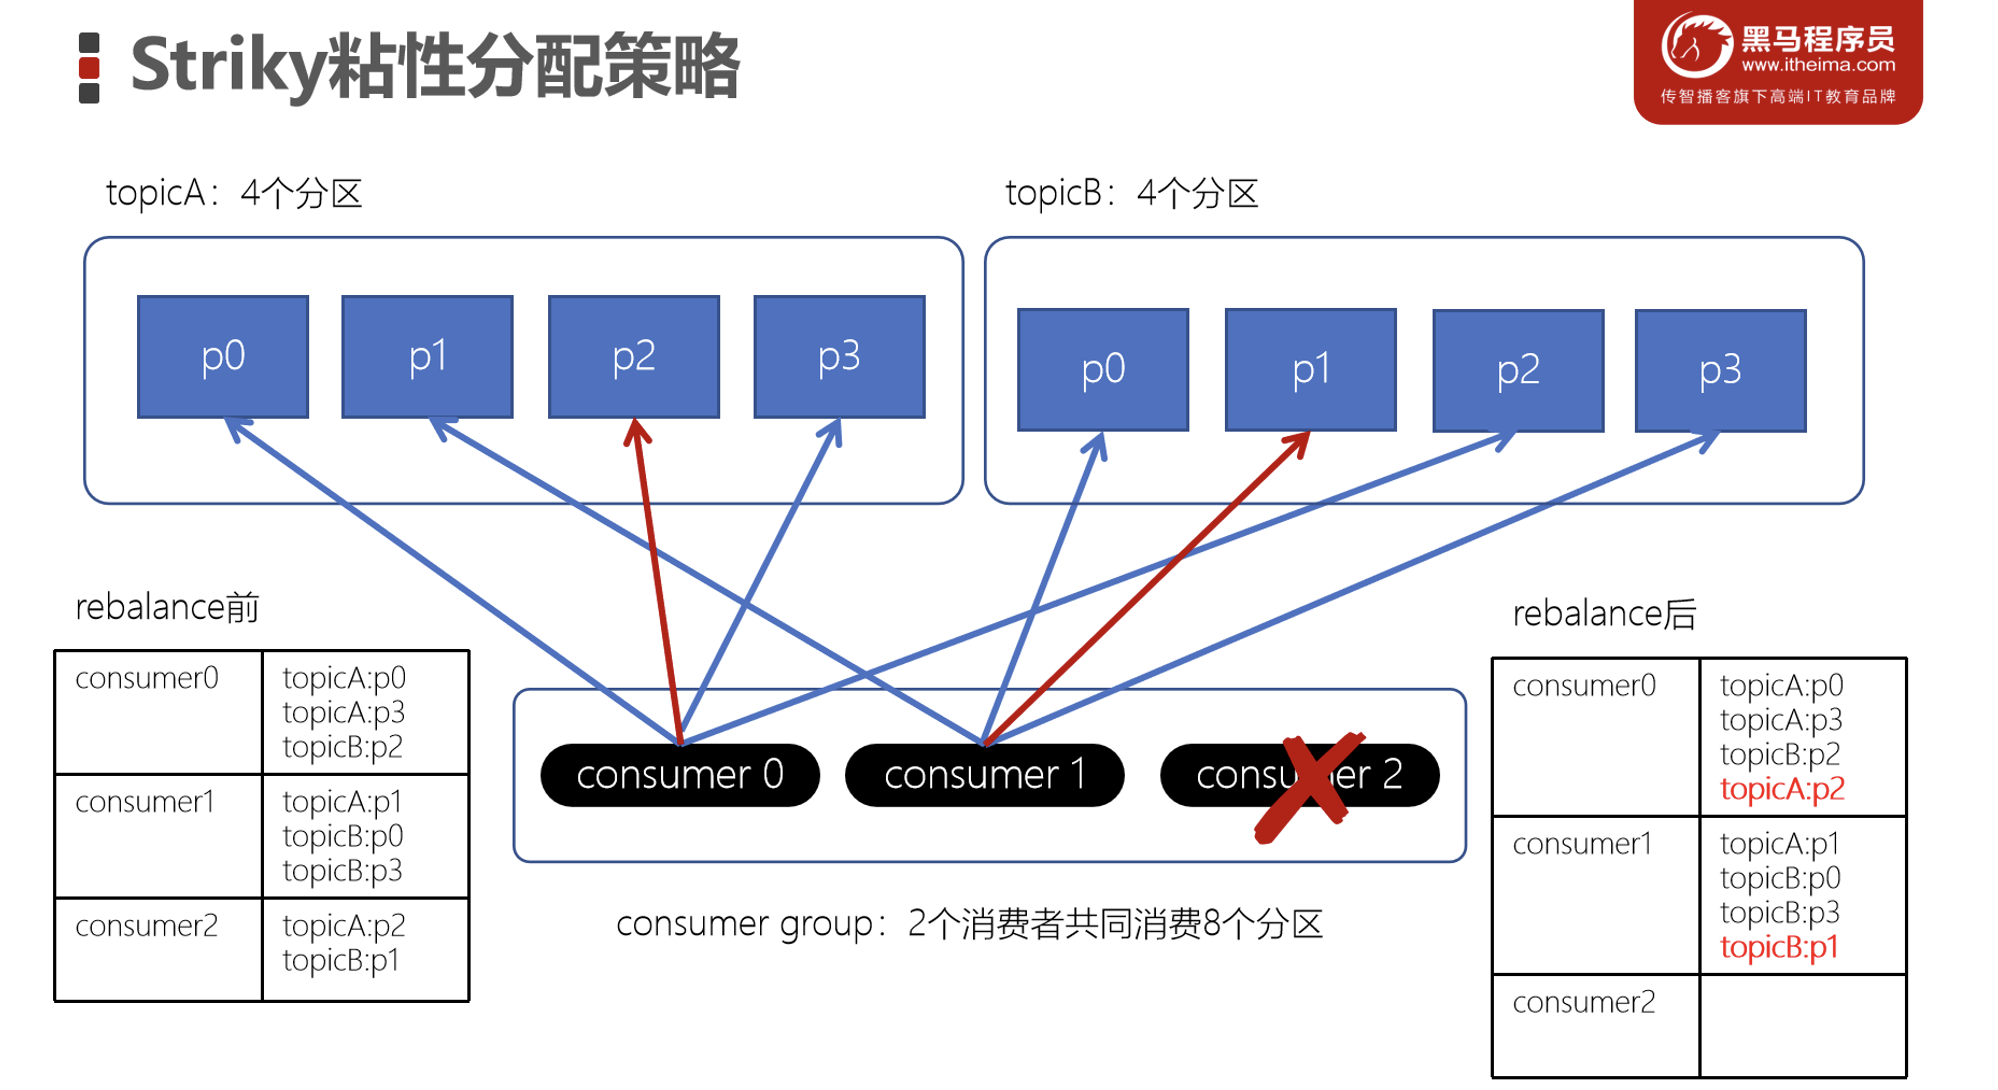 Striky粘性分配策略
黑马程序员
www.itheima.com
传智播客旗下高端IT教育品牌
topicA：4个分区
topicB：4个分区
p0
p1
p2
p3
p0
p1
p2
p3
rebalance前
consumer0
topicA:p0
topicA:p3
topicB:p2
consumer1
topicA:p1
topicB:p0
topicB:p3
consumer2
topicA:p2
topicB:p1
consumer 0
consumer 1
consumer 2
consumer group：2个消费者共同消费8个分区
rebalance后
consumer0
topicA:p0
topicA:p3
topicB:p2
topicA:p2
consumer1
topicA:p1
topicB:p0
topicB:p3
topicB:p1
consumer2